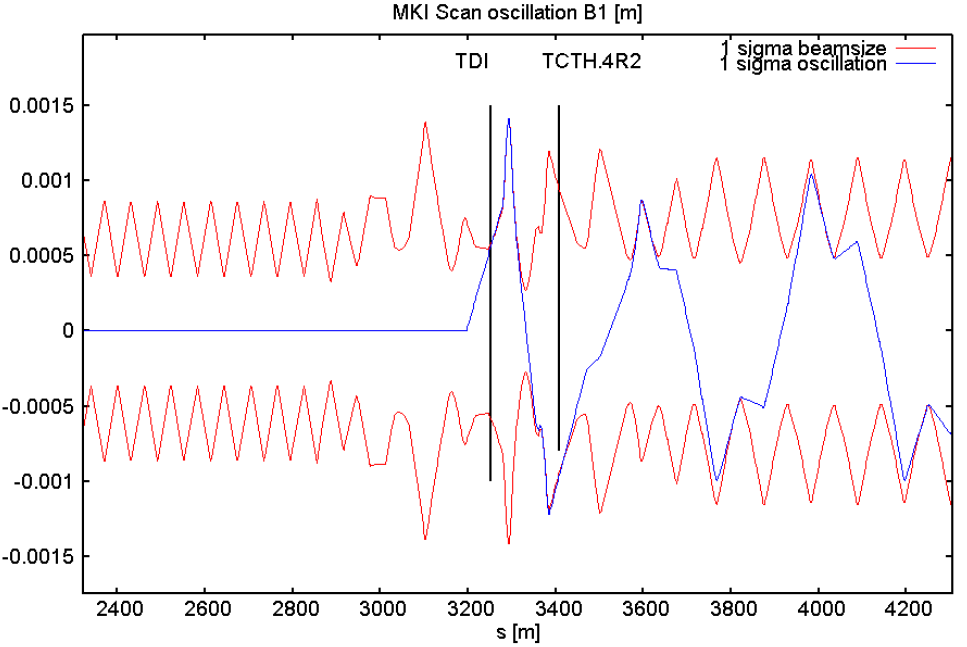 MKI Scan oscillation B1 [m]
1 sigma beamsize
TDI TCTH.4R2 1 sigma oscillation
0.0015
0.001
0.0005
0
-0.0005
-0.001
-0.0015
2400 2600 2800 3000 3200 3400 3600 3800 4000 4200
s [m]